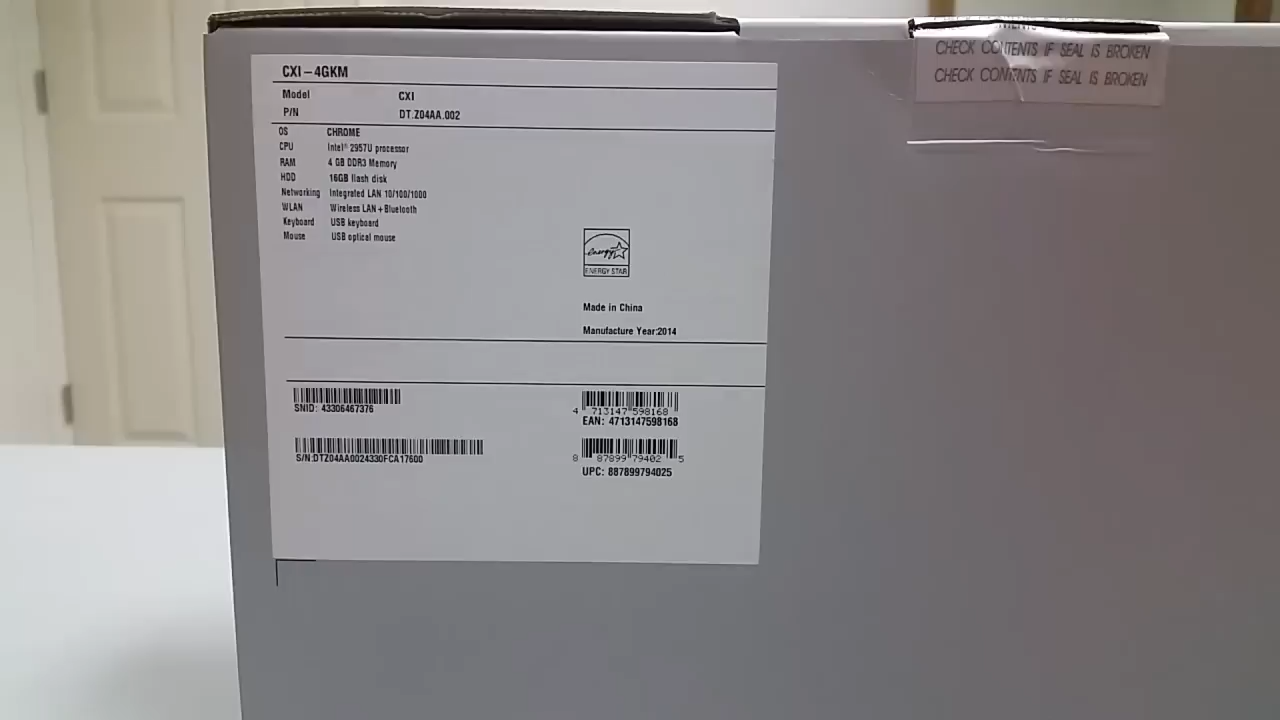 CXI-4GKM
Model CXI
P/N DT.Z04AA.002
OS CHROME
CPU Intel® 2957U processor
RAM 4 GB DDR3 Memory
HDD 16GB flash disk
Networking Integrated LAN 10/100/1000
WLAN Wireless LAN+Bluetooth
Keyboard USB keyboard
Mouse USB optical mouse
energy
ENERGY STAR
Made in China
Manufacture Year:2014
SNID: 43306467376
4 713147 598168
EAN: 4713147598168
S/N:DTZ04AA0024330FCA17600
8 87899 79402 5
UPC: 887899794025
CHECK CONTENTS IF SEAL IS BROKEN
CHECK CONTENTS IF SEAL IS BROKEN